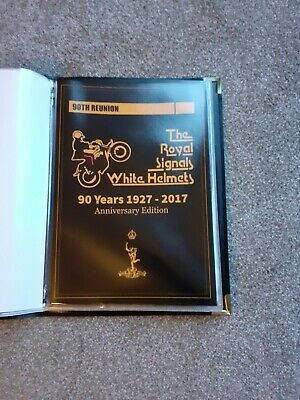 90TH REUNION
The
Royal
Signals
White Helmets
90 Years 1927 - 2017
Anniversary Edition